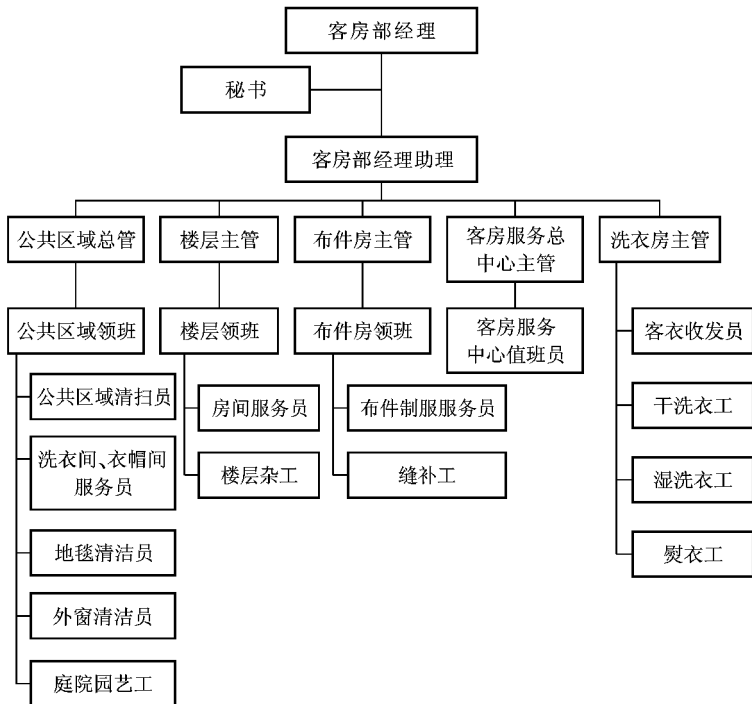 客房部经理
秘书
客房部经理助理
公共区域总管
楼层主管
布件房主管
客房服务总
中心主管
洗衣房主管
公共区域领班
楼层领班
布件房领班
客房服务
中心值班员
客衣收发员
公共区域清扫员
房间服务员
布件制服服务员
干洗衣工
洗衣间、衣帽间
服务员
楼层杂工
缝补工
湿洗衣工
地毯清洁员
熨衣工
外窗清洁员
庭院园艺工